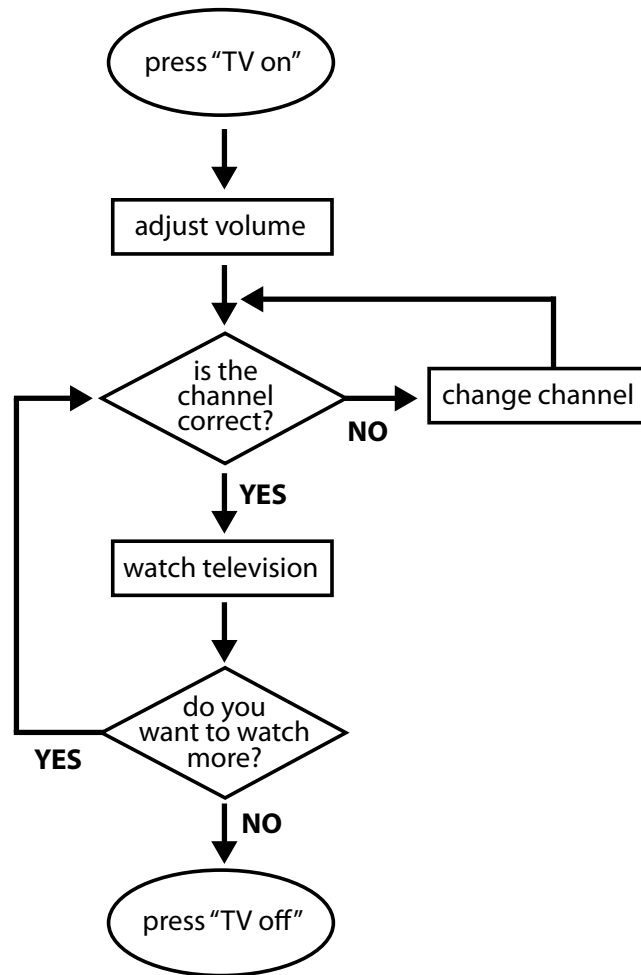 press “TV on”
adjust volume
is the
channel
correct?
NO
change channel
YES
watch television
do you
want to watch
more?
YES
NO
press “TV off”